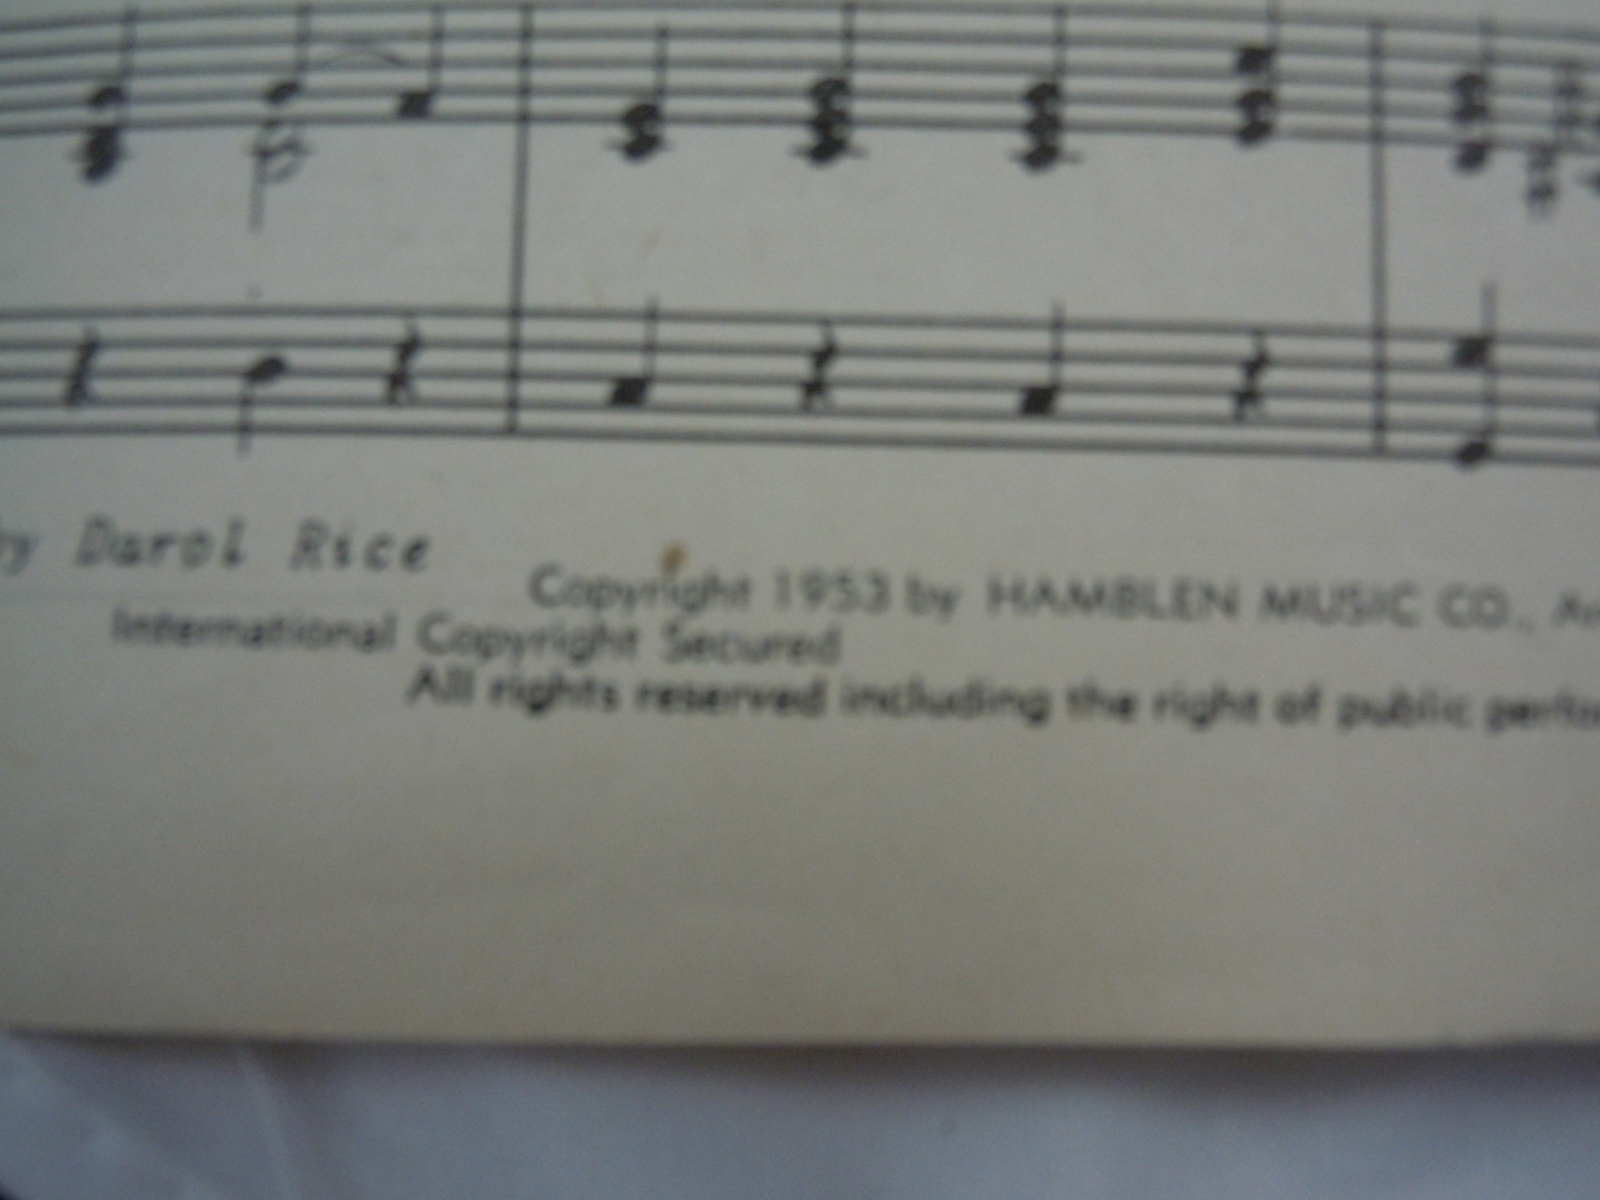 by Darol Rice
Copyright 1953 by HAMBLEN MUSIC CO.,
International Copyright Secured
All rights reserved including the right of public